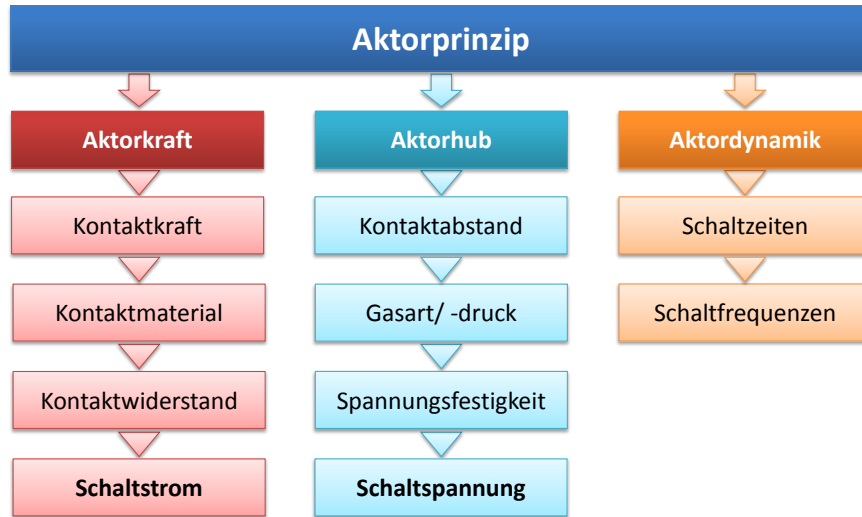 Aktorprinzip
Aktorkraft
Kontaktkraft
Kontaktmaterial
Kontaktwiderstand
Schaltstrom
Aktorhub
Kontaktabstand
Gasart/ -druck
Spannungsfestigkeit
Schaltspannung
Aktordynamik
Schaltzeiten
Schaltfrequenzen